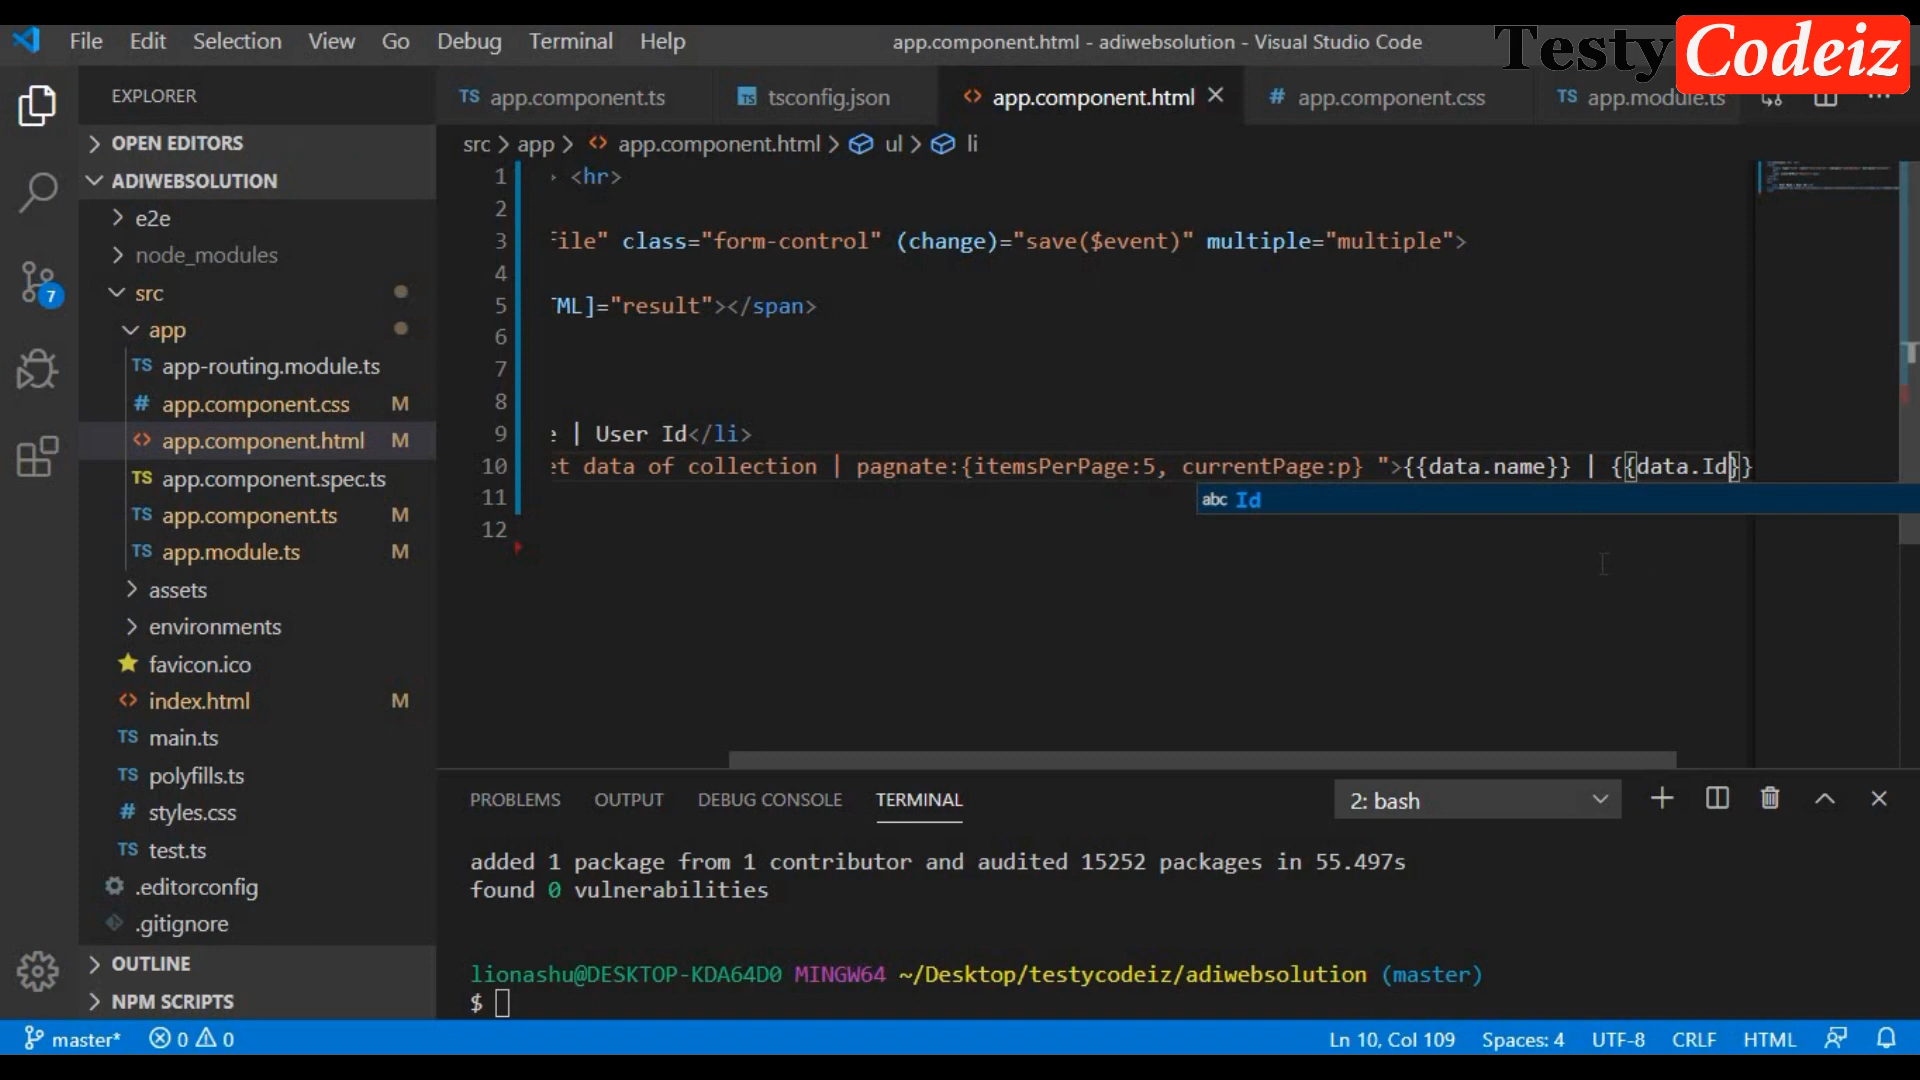 File Edit Selection View Go Debug Terminal Help
app.component.html - adiwebsolution - Visual Studio Code
Testy Codeiz
EXPLORER
OPEN EDITORS
ADIWEBSOLUTION
e2e
node_modules
src
app
TS app-routing.module.ts
# app.component.css M
<> app.component.html M
TS app.component.spec.ts
TS app.component.ts M
TS app.module.ts M
assets
environments
favicon.ico
<> index.html M
TS main.ts
TS polyfills.ts
# styles.css
TS test.ts
.editorconfig
.gitignore
OUTLINE
NPM SCRIPTS
7
TS app.component.ts
TS tsconfig.json
<> app.component.html
# app.component.css
TS app.module.ts
src > app > <> app.component.html > ul > li
1 <hr>
2
3 ile" class="form-control" (change)="save($event)" multiple="multiple">
4
5 ML]="result"></span>
6
7
8
9 | User Id</li>
10 et data of collection | pagnate:{itemsPerPage:5, currentPage:p} ">{{data.name}} | {{data.Id}}
11
12
abc Id
PROBLEMS OUTPUT DEBUG CONSOLE TERMINAL
2: bash
added 1 package from 1 contributor and audited 15252 packages in 55.497s
found 0 vulnerabilities
lionashu@DESKTOP-KDA64D0 MINGW64 ~/Desktop/testycodeiz/adiwebsolution (master)
$
master* 0 0
Ln 10, Col 109 Spaces: 4 UTF-8 CRLF HTML